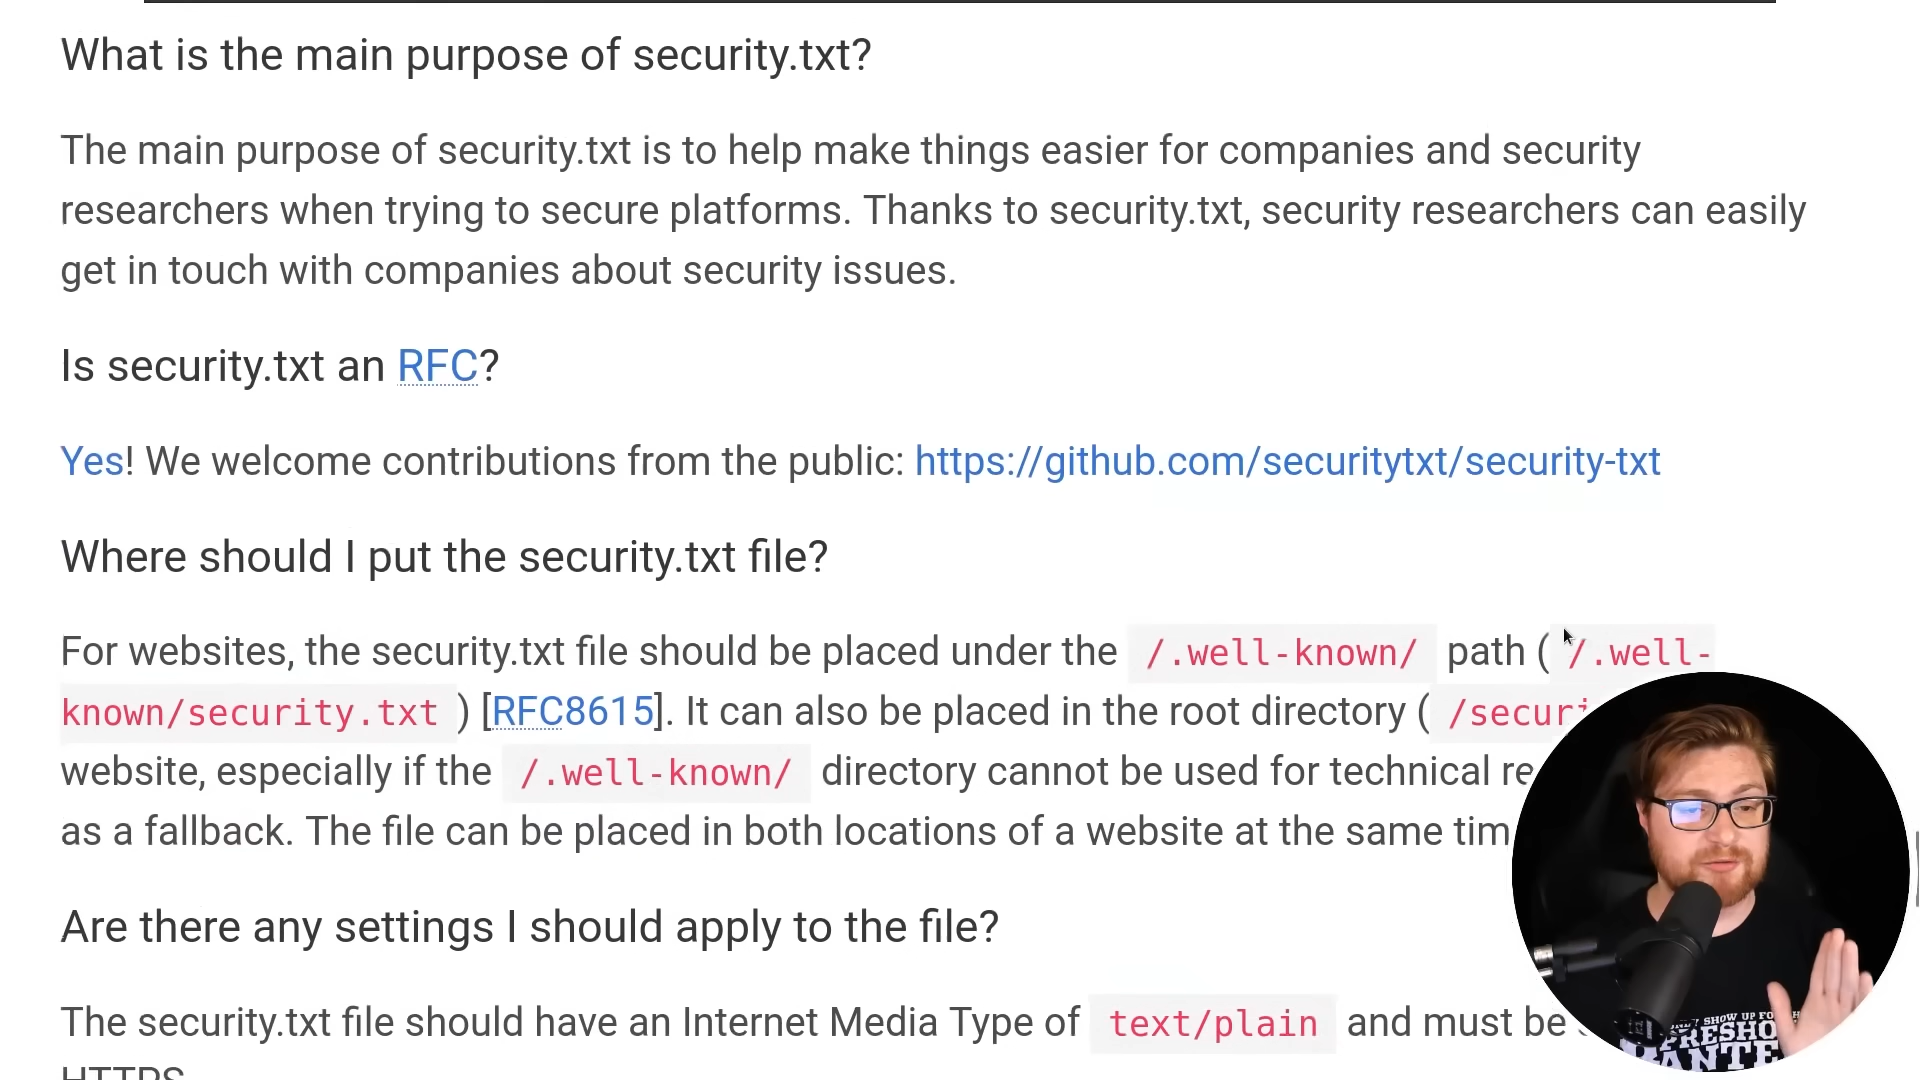 What is the main purpose of security.txt?
The main purpose of security.txt is to help make things easier for companies and security
researchers when trying to secure platforms. Thanks to security.txt, security researchers can easily
get in touch with companies about security issues.
Is security.txt an RFC?
Yes! We welcome contributions from the public: https://github.com/securitytxt/security-txt
Where should I put the security.txt file?
For websites, the security.txt file should be placed under the /.well-known/ path ( /.well-
known/security.txt ) [RFC8615]. It can also be placed in the root directory (
website, especially if the /.well-known/ directory cannot be used for technical
as a fallback. The file can be placed in both locations of a website at the same
Are there any settings I should apply to the file?
The security.txt file should have an Internet Media Type of text/plain and must be
HTTPS
SHOW UP